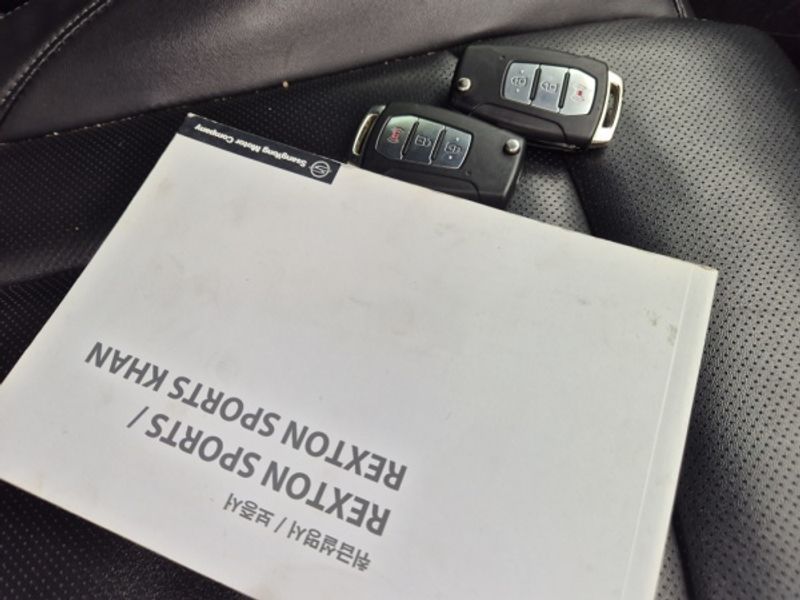 취급설명서 / 보증서
REXTON SPORTS /
REXTON SPORTS KHAN
SsangYong Motor Company